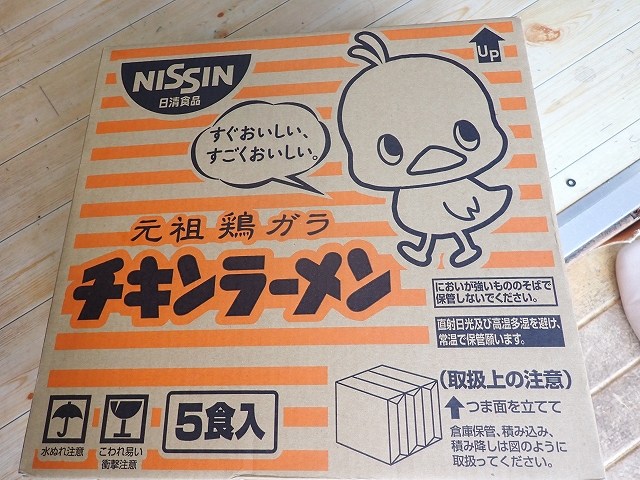 NISSIN
日清食品
UP
すぐおいしい、
すごくおいしい。
元祖 鶏ガラ
チキンラーメン
においが強いもののそばで
保管しないでください。
直射日光及び高温多湿を避け、
常温で保管願います。
水ぬれ注意
こわれ易い
衝撃注意
5食入
(取扱上の注意)
つま面を立てて
倉庫保管、積み込み、
積み降しは図のように
取扱ってください。